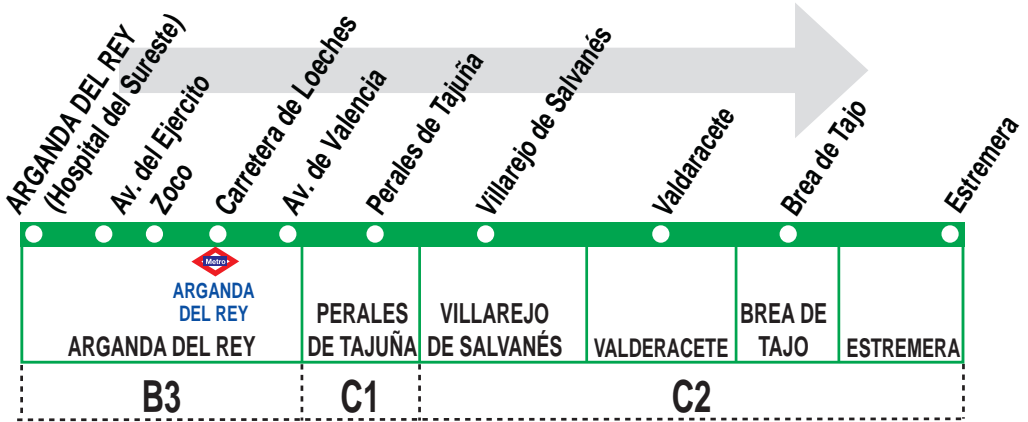 ARGANDA DEL REY
(Hospital del Sureste)
Av. del Ejercito
Zoco
Carretera de Loeches
Av. de Valencia
Perales de Tajuña
Villarejo de Salvanés
Valdaracete
Brea de Tajo
Estremera
Metro
ARGANDA
DEL REY
ARGANDA DEL REY
PERALES
DE TAJUÑA
VILLAREJO
DE SALVANÉS
VALDERACETE
BREA DE
TAJO
ESTREMERA
B3
C1
C2